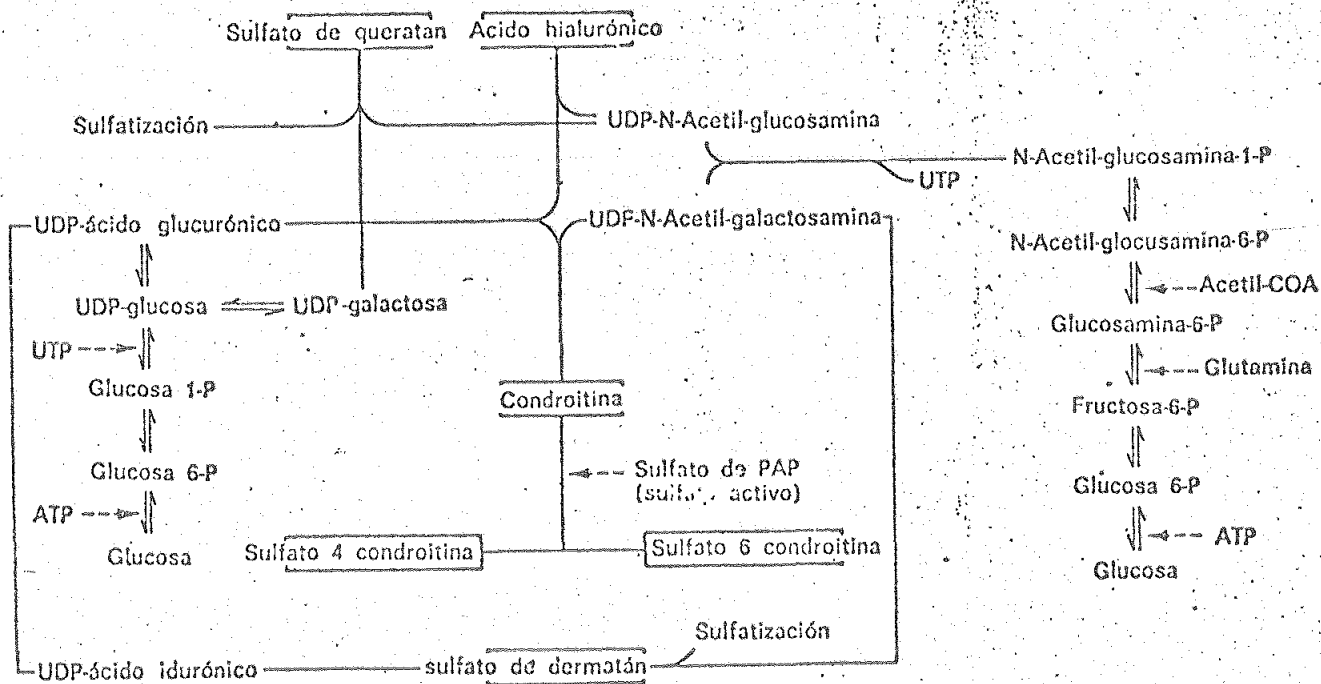 Sulfato de queratan Acido hialurónico
Sulfatización
UDP-N-Acetil-glucosamina
N-Acetil-glucosamina-1-P
UTP
UDP-ácido glucurónico
UDP-N-Acetil-galactosamina
N-Acetil-glocusamina-6-P
Acetil-COA
UDP-glucosa
UDP-galactosa
Glucosamina-6-P
UTP
Glutamina
Glucosa 1-P
Condroitina
Fructosa-6-P
Glucosa 6-P
Sulfato de PAP
(activo)
Glucosa 6-P
ATP
ATP
Glucosa
Sulfato 4 condroitina
Sulfato 6 condroitina
Glucosa
Sulfatización
UDP-ácido idurónico
sulfato de dermatán